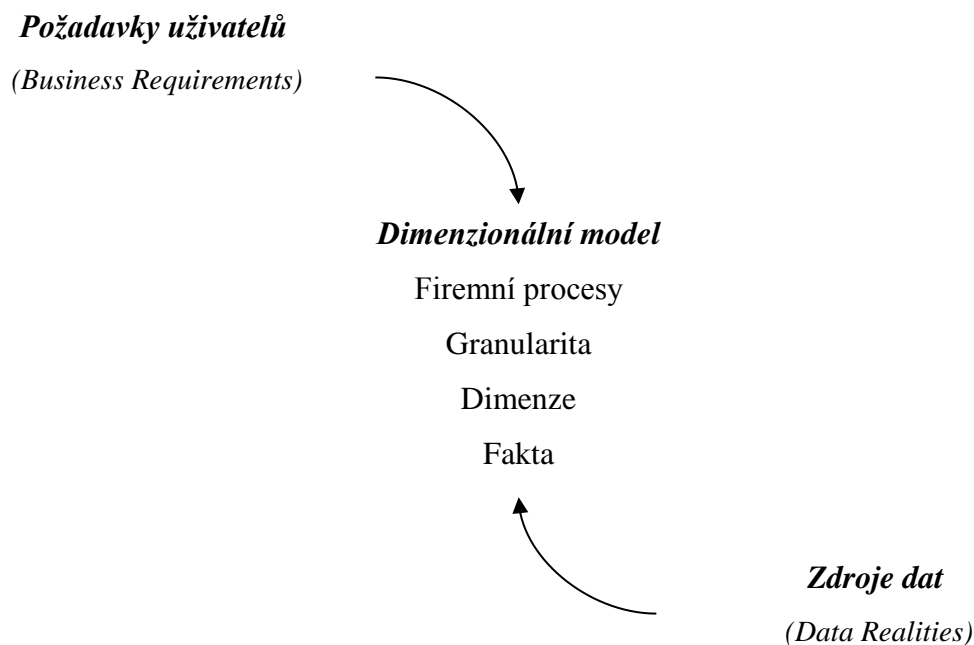 Požadavky uživatelů
(Business Requirements)
Dimenzionální model
Firemní procesy
Granularita
Dimenze
Fakta
Zdroje dat
(Data Realities)